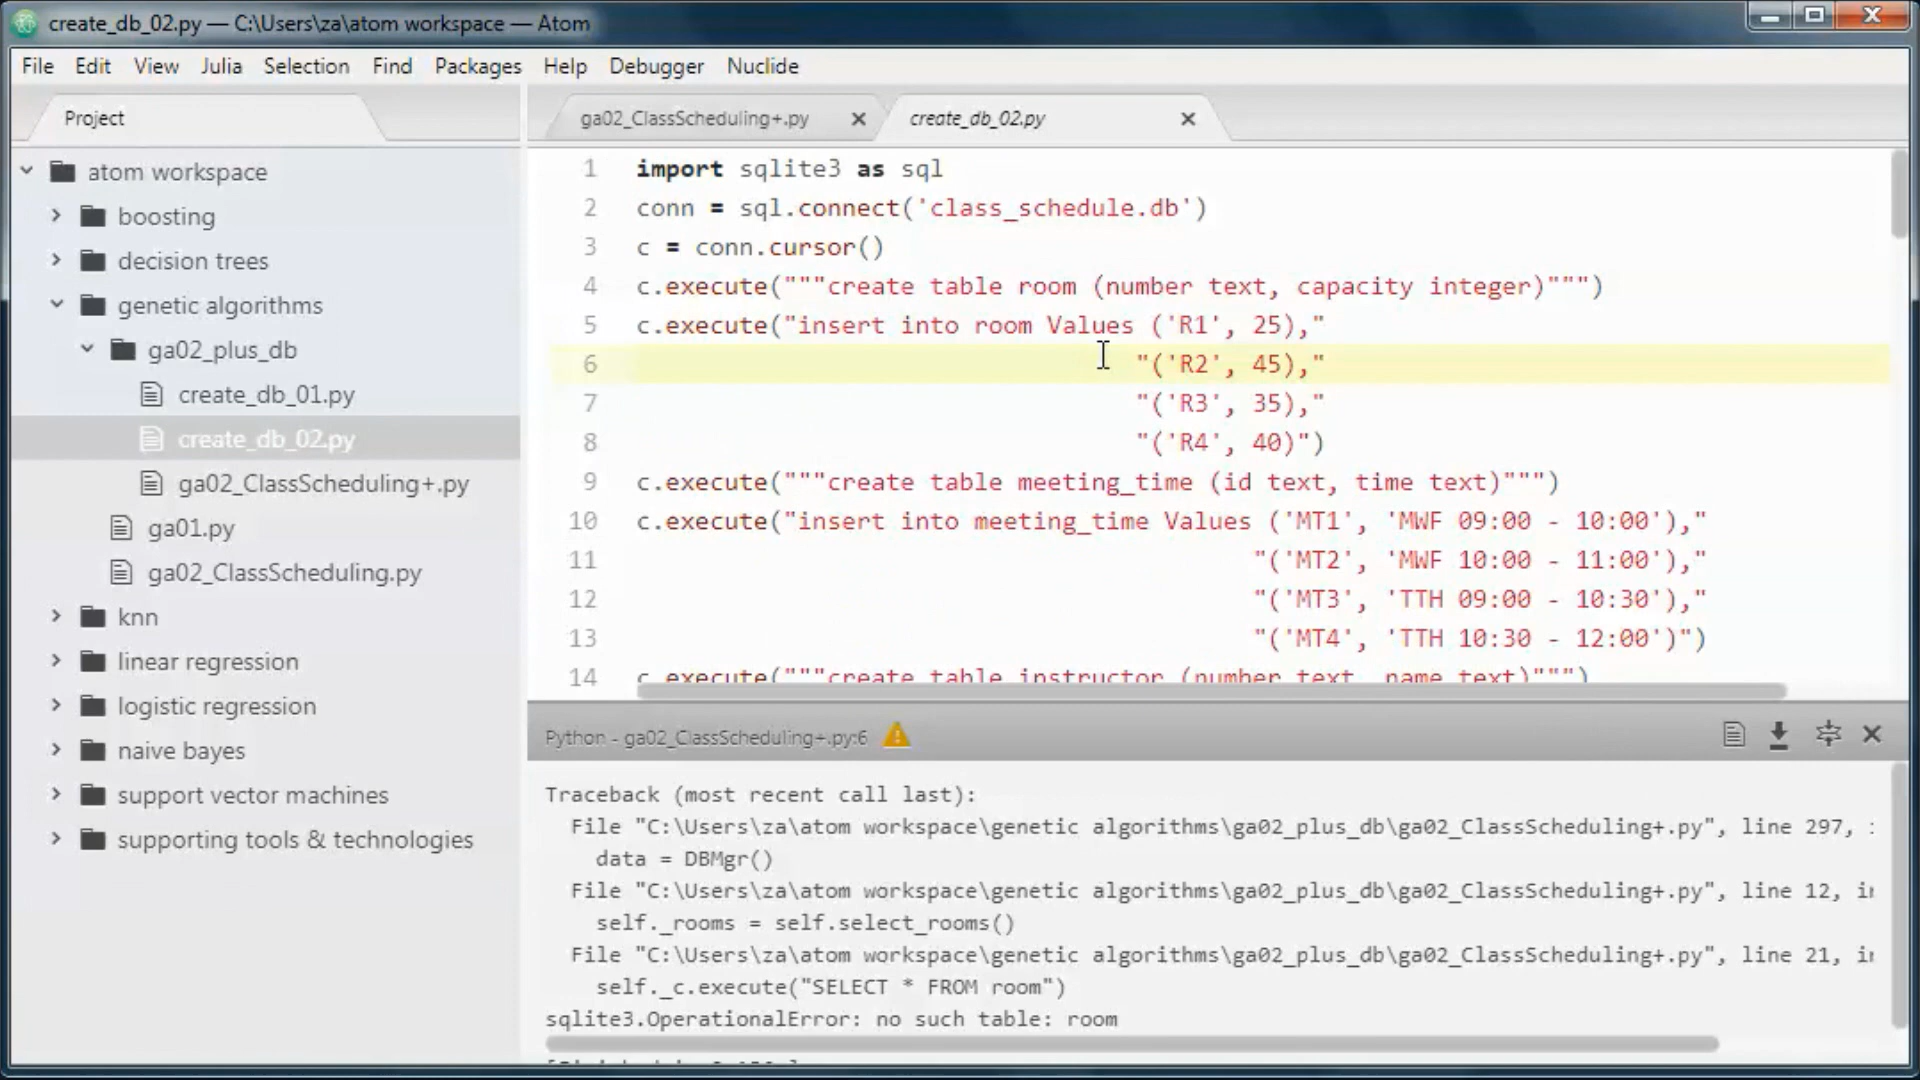 create_db_02.py — C:\Users\za\atom workspace — Atom
File Edit View Julia Selection Find Packages Help Debugger Nuclide
Project
atom workspace
boosting
decision trees
genetic algorithms
ga02_plus_db
create_db_01.py
create_db_02.py
ga02_ClassScheduling+.py
ga01.py
ga02_ClassScheduling.py
knn
linear regression
logistic regression
naive bayes
support vector machines
supporting tools & technologies
ga02_ClassScheduling+.py create_db_02.py
1 import sqlite3 as sql
2 conn = sql.connect('class_schedule.db')
3 c = conn.cursor()
4 c.execute("""create table room (number text, capacity integer)""")
5 c.execute("insert into room Values ('R1', 25),"
6 "('R2', 45),"
7 "('R3', 35),"
8 "('R4', 40)")
9 c.execute("""create table meeting_time (id text, time text)""")
10 c.execute("insert into meeting_time Values ('MT1', 'MWF 09:00 - 10:00'),"
11 "('MT2', 'MWF 10:00 - 11:00'),"
12 "('MT3', 'TTH 09:00 - 10:30'),"
13 "('MT4', 'TTH 10:30 - 12:00')")
14 c.execute("""create table instructor (number text, name text)""")
Python - ga02_ClassScheduling+.py:6
Traceback (most recent call last):
File "C:\Users\za\atom workspace\genetic algorithms\ga02_plus_db\ga02_ClassScheduling+.py", line 297,
data = DBMgr()
File "C:\Users\za\atom workspace\genetic algorithms\ga02_plus_db\ga02_ClassScheduling+.py", line 12,
self._rooms = self.select_rooms()
File "C:\Users\za\atom workspace\genetic algorithms\ga02_plus_db\ga02_ClassScheduling+.py", line 21,
self._c.execute("SELECT * FROM room")
sqlite3.OperationalError: no such table: room